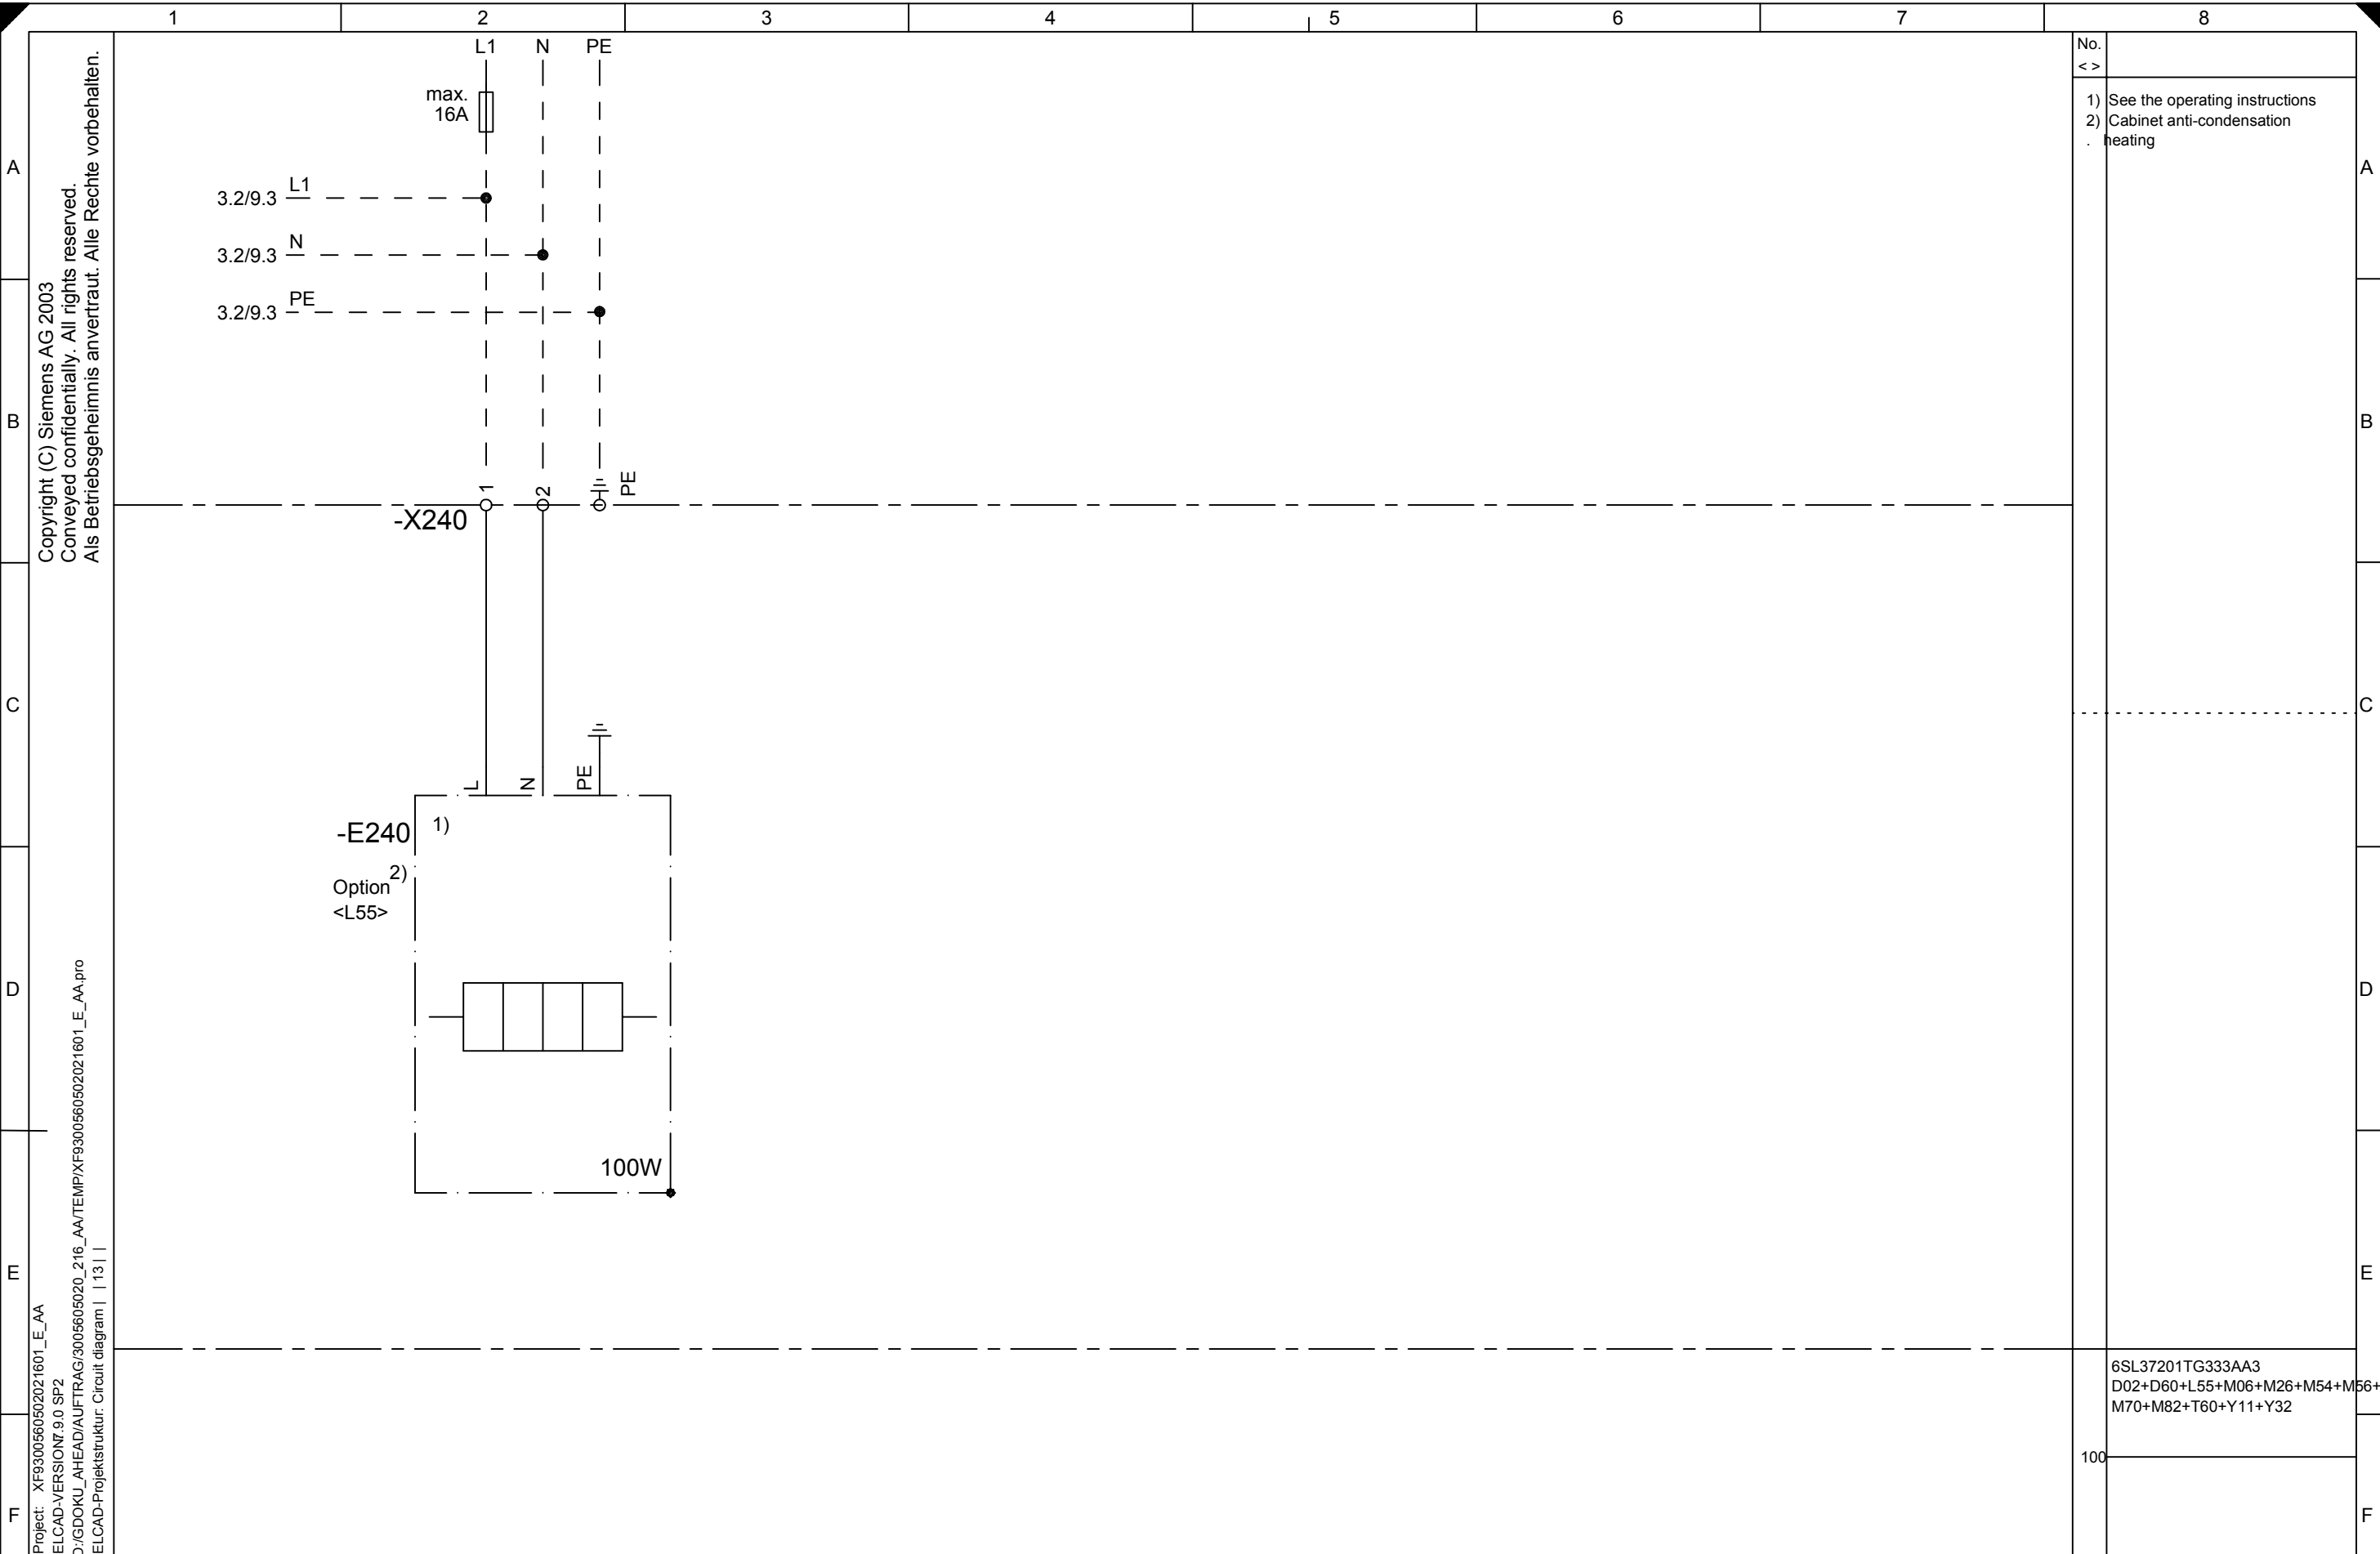 1 2 3 4 5 6 7 8
L1 N PE
No.
< >
max.
16A
1) See the operating instructions
2) Cabinet anti-condensation
. heating
A
A
3.2/9.3 L1
3.2/9.3 N
3.2/9.3 PE
Copyright (C) Siemens AG 2003
Conveyed confidentially. All rights reserved.
Als Betriebsgeheimnis anvertraut. Alle Rechte vorbehalten.
B
B
1 2 PE
-X240
C
C
L N PE
-E240 1)
2)
Option
<L55>
D
D
100W
E
E
Project: XF9300560502021601_E_AA
ELCAD-VERSION7.9.0 SP2
D:/GDOKU_AHEAD/AUFTRAG/3005605020_216_AA/TEMP/XF9300560502021601_E_AA.pro
ELCAD-Projektstruktur: Circuit diagram | | 13 | |
6SL37201TG333AA3
D02+D60+L55+M06+M26+M54+M56+
M70+M82+T60+Y11+Y32
100
F
F